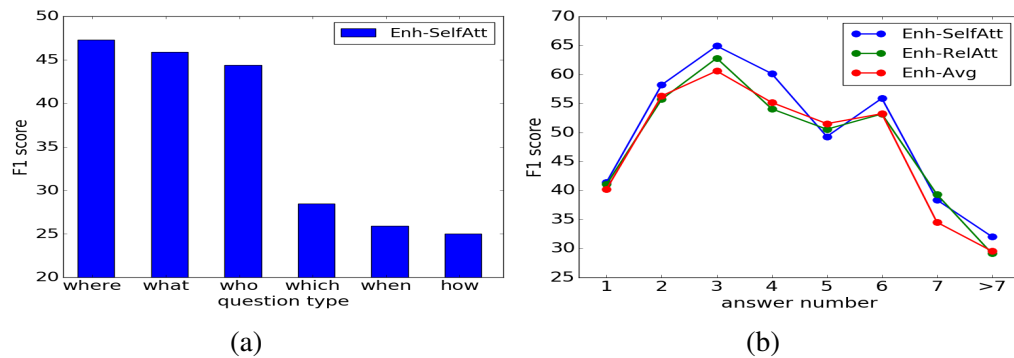 50
45
40
35
30
25
20
F1 score
Enh-SelfAtt
where what who which when how
question type
(a)
70
65
60
55
50
45
40
35
30
25
F1 score
Enh-SelfAtt
Enh-RelAtt
Enh-Avg
1 2 3 4 5 6 7 >7
answer number
(b)